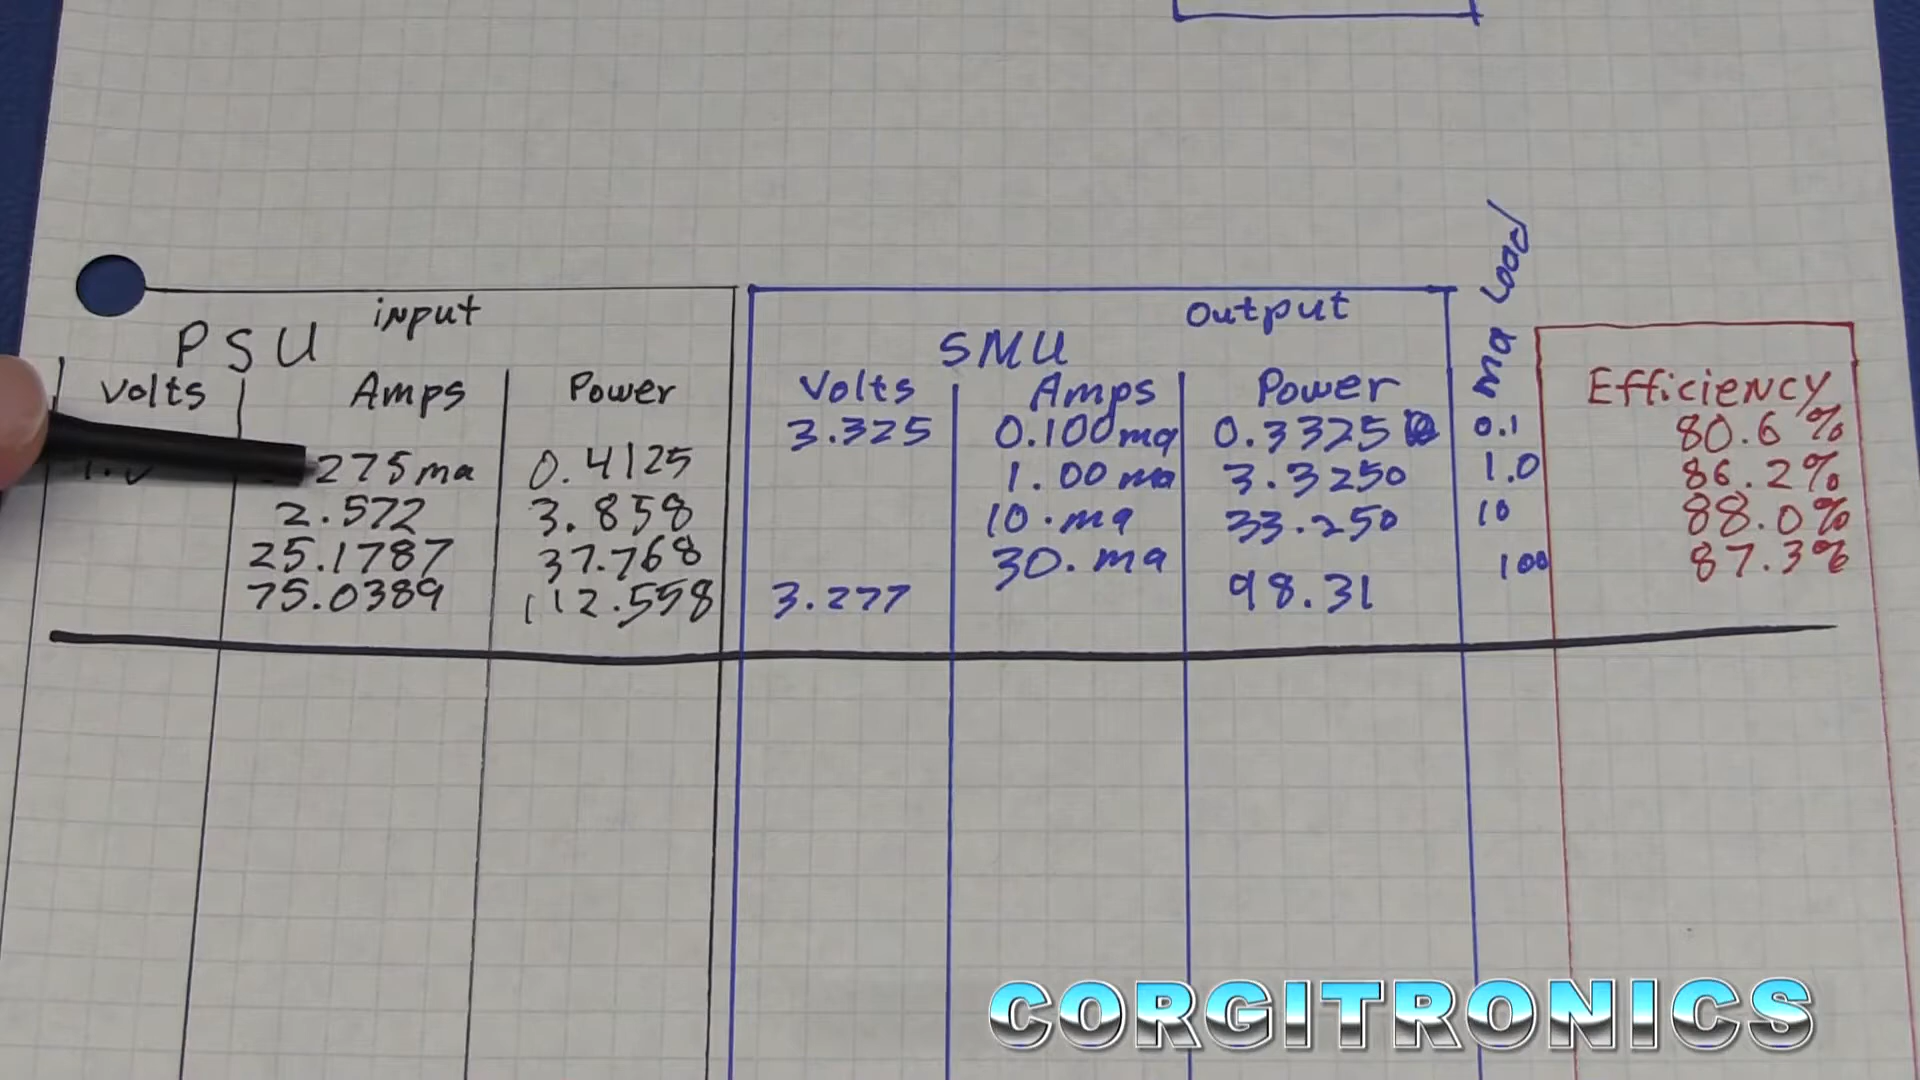 input
PSU
Volts Amps Power
275ma 0.4125
2.572 3.858
25.1787 37.768
75.0389 112.558
Output
SMU
Volts Amps Power
3.325 0.100ma 0.3325
1.00 ma 3.3250
10.ma 33.250
30.ma
3.277 98.31
ma Load
0.1
1.0
10
100
Efficiency
80.6%
86.2%
88.0%
87.3%
CORGITRONICS